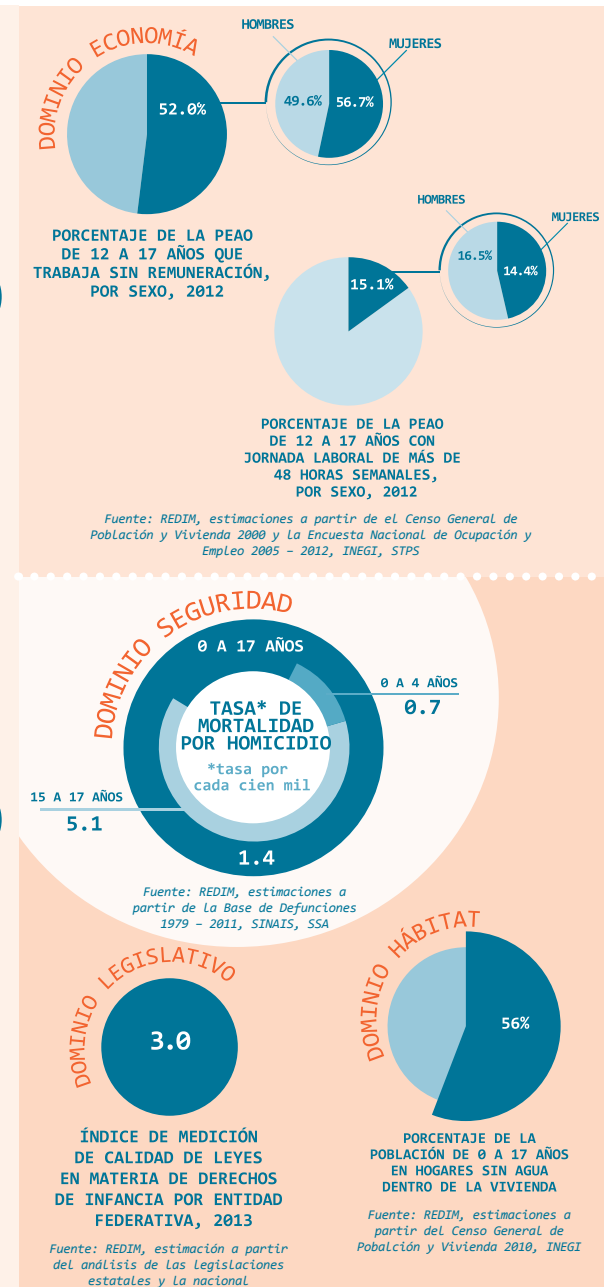 DOMINIO ECONOMÍA
HOMBRES
MUJERES
52.0%
49.6%
56.7%
PORCENTAJE DE LA PEAO
DE 12 A 17 AÑOS QUE
TRABAJA SIN REMUNERACIÓN,
POR SEXO, 2012
HOMBRES
MUJERES
15.1%
16.5%
14.4%
PORCENTAJE DE LA PEAO
DE 12 A 17 AÑOS CON
JORNADA LABORAL DE MÁS DE
48 HORAS SEMANALES,
POR SEXO, 2012
Fuente: REDIM, estimaciones a partir de el Censo General de
Población y Vivienda 2000 y la Encuesta Nacional de Ocupación y
Empleo 2005 – 2012, INEGI, STPS
DOMINIO SEGURIDAD
0 A 17 AÑOS
0 A 4 AÑOS
0.7
TASA* DE
MORTALIDAD
POR HOMICIDIO
*tasa por
cada cien mil
15 A 17 AÑOS
5.1
1.4
Fuente: REDIM, estimaciones a
partir de la Base de Defunciones
1979 – 2011, SINAIS, SSA
DOMINIO LEGISLATIVO
3.0
ÍNDICE DE MEDICIÓN
DE CALIDAD DE LEYES
EN MATERIA DE DERECHOS
DE INFANCIA POR ENTIDAD
FEDERATIVA, 2013
Fuente: REDIM, estimación a partir
del análisis de las legislaciones
estatales y la nacional
DOMINIO HÁBITAT
56%
PORCENTAJE DE LA
POBLACIÓN DE 0 A 17 AÑOS
EN HOGARES SIN AGUA
DENTRO DE LA VIVIENDA
Fuente: REDIM, estimaciones a
partir del Censo General de
Pobalción y Vivienda 2010, INEGI